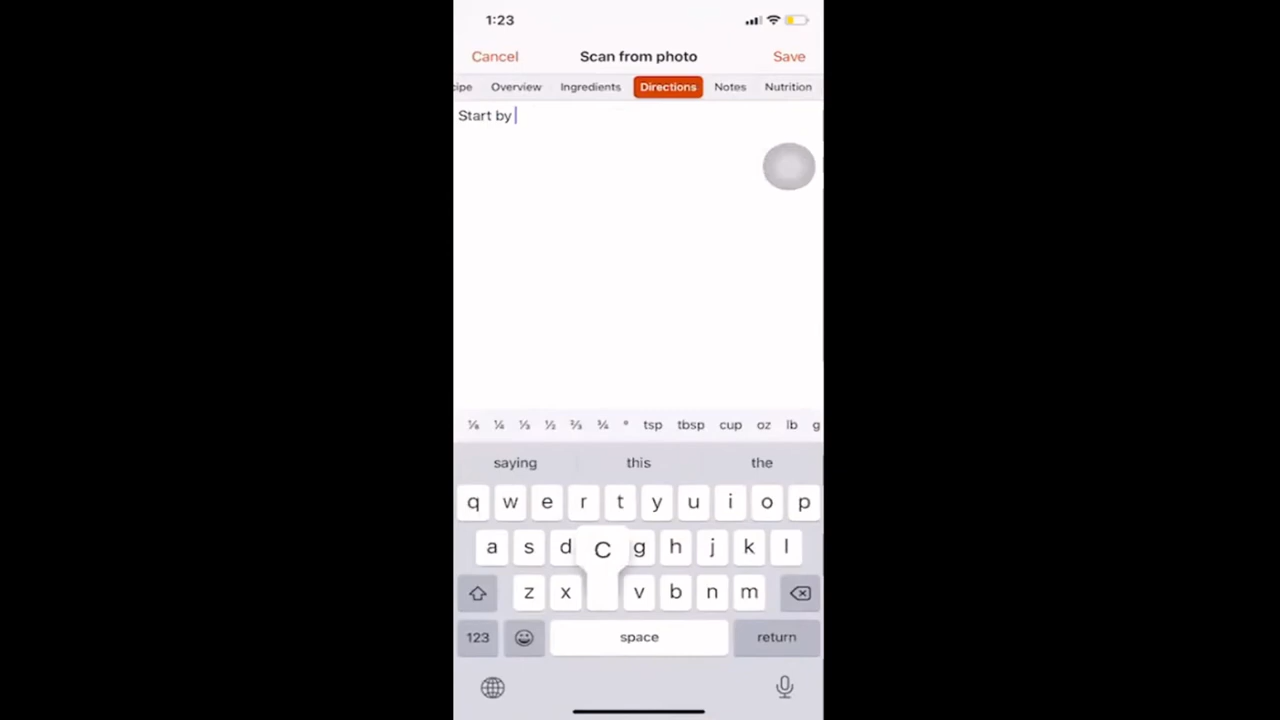 1:23
Cancel Scan from photo Save
cipe Overview Ingredients Directions Notes Nutrition
Start by
⅛ ¼ ⅓ ½ ⅔ ¾ ° tsp tbsp cup oz lb g
saying this the
q w e r t y u i o p
a s d C g h j k l
z x v b n m
123 space return